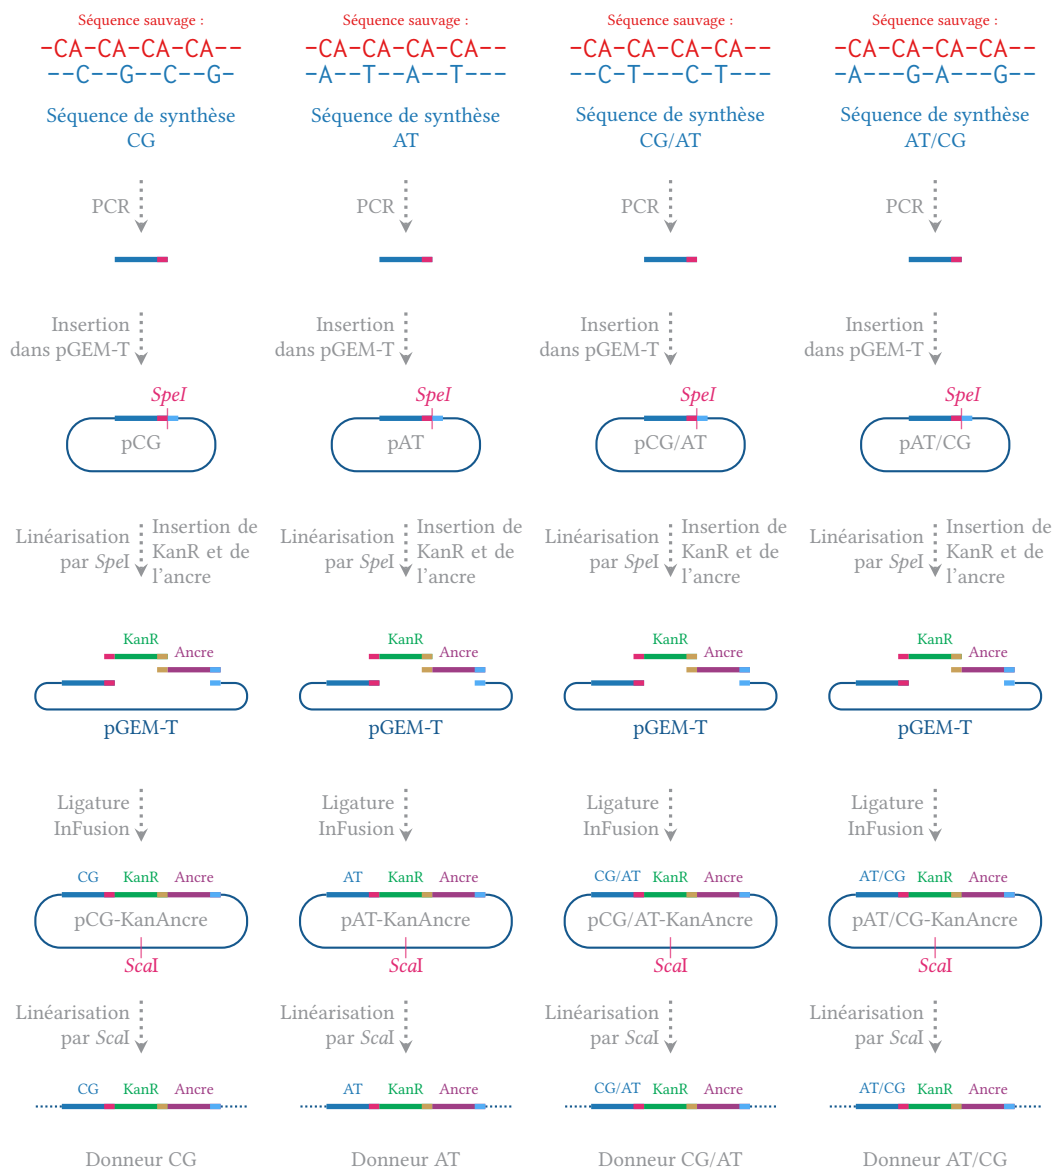 Séquence sauvage : Séquence sauvage : Séquence sauvage : Séquence sauvage :
-CA-CA-CA-CA-- -CA-CA-CA-CA-- -CA-CA-CA-CA-- -CA-CA-CA-CA--
--C--G--C--G- -A--T--A--T--- --C-T---C-T--- -A---G-A---G--
Séquence de synthèse Séquence de synthèse Séquence de synthèse Séquence de synthèse
CG AT CG/AT AT/CG
PCR PCR PCR PCR
Insertion Insertion Insertion Insertion
dans pGEM-T dans pGEM-T dans pGEM-T dans pGEM-T
SpeI SpeI SpeI SpeI
pCG pAT pCG/AT pAT/CG
Linéarisation Insertion de Linéarisation Insertion de Linéarisation Insertion de Linéarisation Insertion de
par SpeI KanR et de par SpeI KanR et de par SpeI KanR et de par SpeI KanR et de
l'ancre l'ancre l'ancre l'ancre
KanR KanR KanR KanR
Ancre Ancre Ancre Ancre
pGEM-T pGEM-T pGEM-T pGEM-T
Ligature Ligature Ligature Ligature
InFusion InFusion InFusion InFusion
CG KanR Ancre AT KanR Ancre CG/AT KanR Ancre AT/CG KanR Ancre
pCG-KanAncre pAT-KanAncre pCG/AT-KanAncre pAT/CG-KanAncre
ScaI ScaI ScaI ScaI
Linéarisation Linéarisation Linéarisation Linéarisation
par ScaI par ScaI par ScaI par ScaI
CG KanR Ancre AT KanR Ancre CG/AT KanR Ancre AT/CG KanR Ancre
Donneur CG Donneur AT Donneur CG/AT Donneur AT/CG